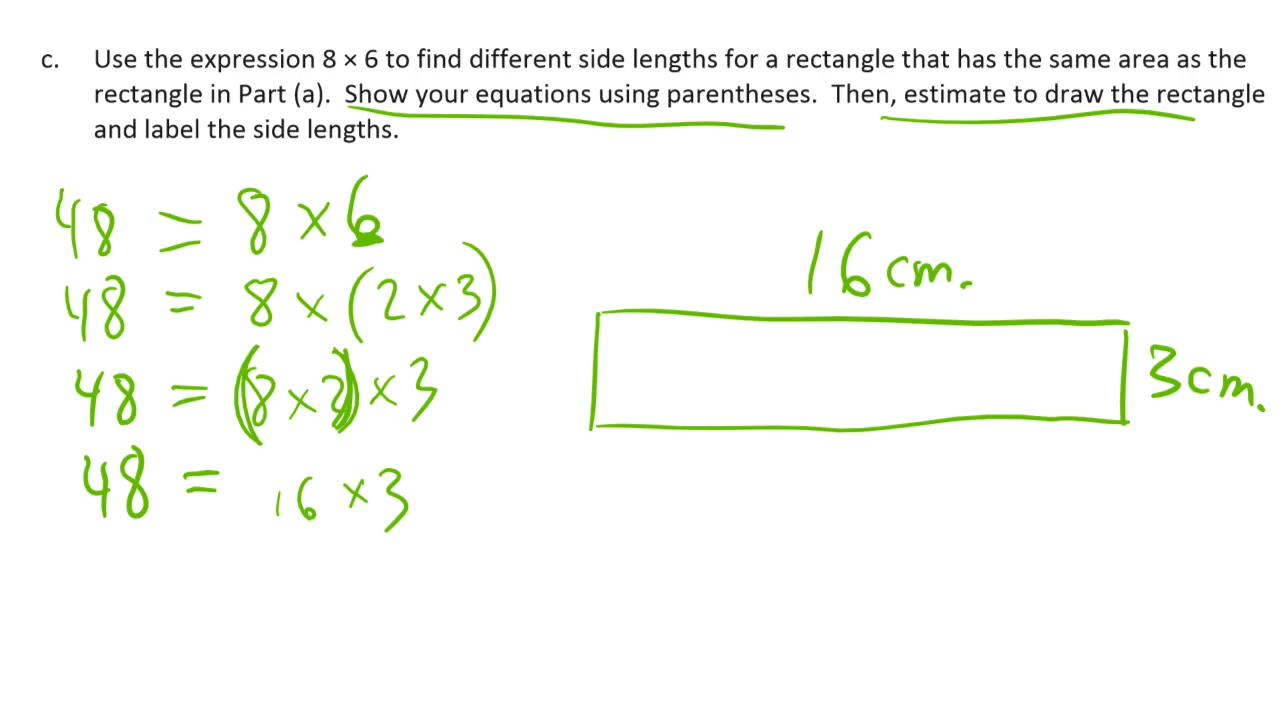 c. Use the expression 8 × 6 to find different side lengths for a rectangle that has the same area as the
rectangle in Part (a). Show your equations using parentheses. Then, estimate to draw the rectangle
and label the side lengths.
48 = 8 × 6
48 = 8 × (2 × 3)
48 = (8 × 2) × 3
48 = 16 × 3
16 cm.
3 cm.